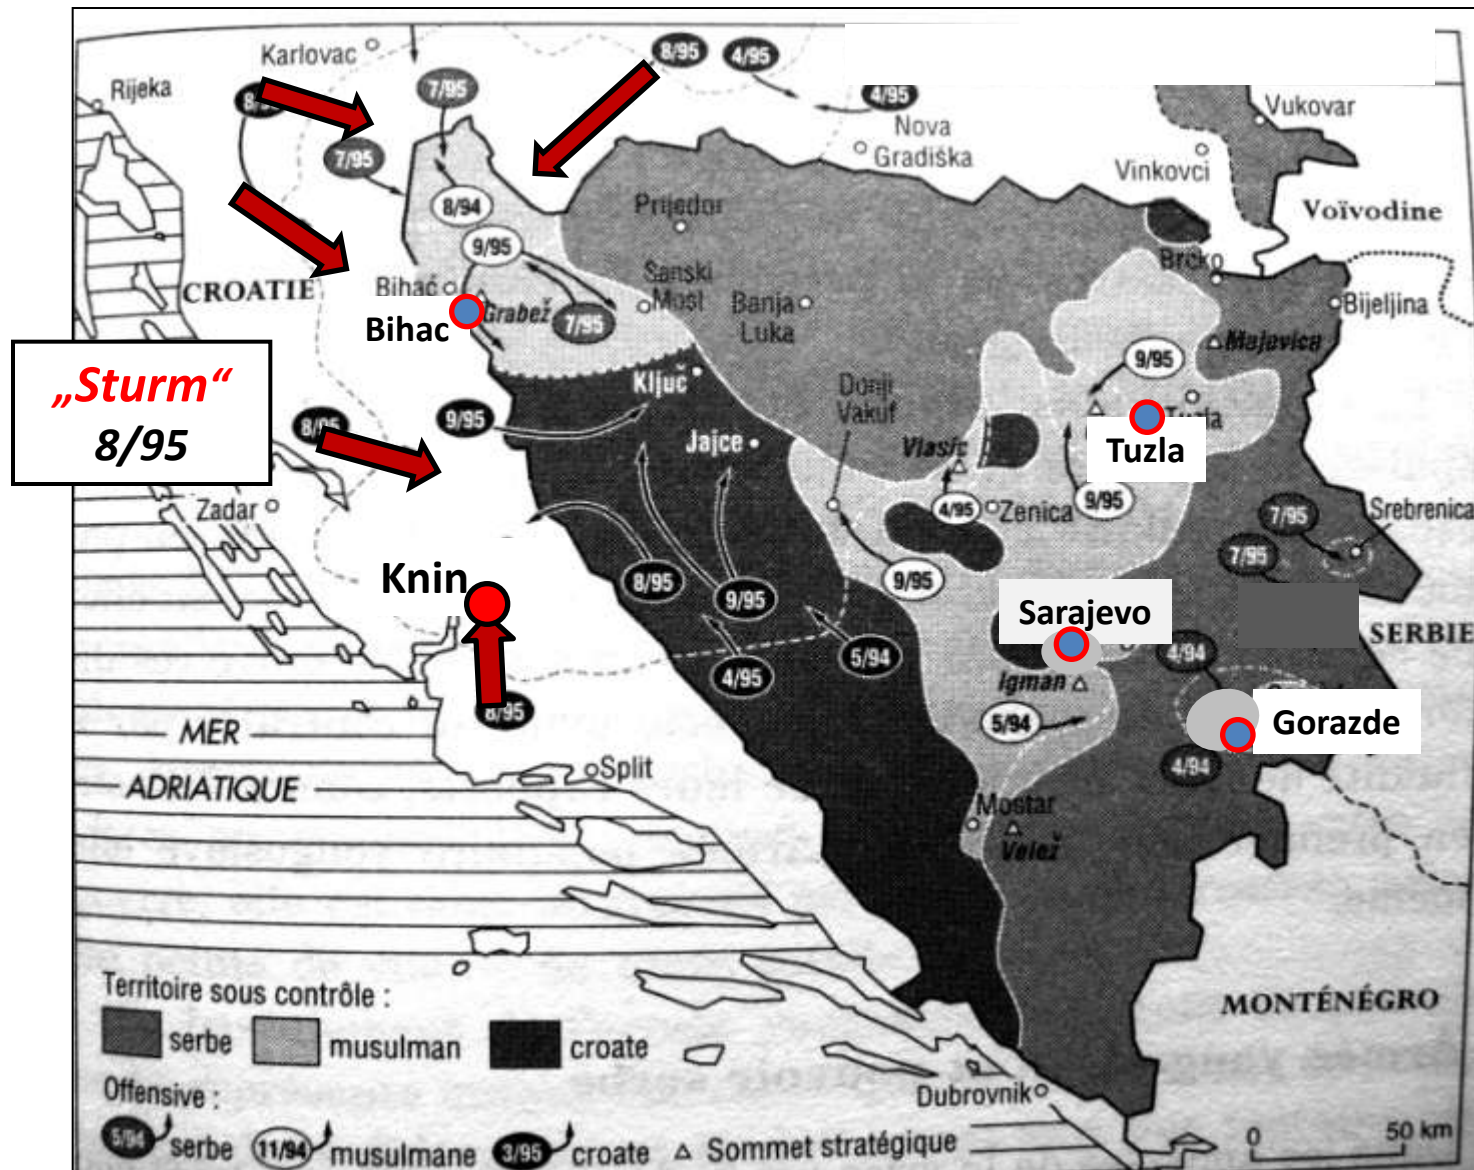 Karlovac
8/95
4/95
Rijeka
7/95
4/95
Vukovar
Nova
Gradiška
7/95
Vinkovci
8/94
Prijedor
Voïvodine
9/95
CROATIE
Bihać
Grabež
Sanski
Most
Banja
Luka
Brcko
Bijeljina
Bihac
7/95
Majevica
„Sturm“
8/95
Ključ
9/95
Donji
Vakuf
8/95
9/95
Jajce
Vlasic
Tuzla
Tuzla
Zadar
4/95
Zenica
9/95
7/95
Srebrenica
7/95
Knin
8/95
9/95
9/95
Sarajevo
SERBIE
4/95
5/94
4/94
Igman
8/95
5/94
Gorazde
MER
ADRIATIQUE
Split
4/94
Mostar
Velež
Territoire sous contrôle :
serbe
musulman
croate
MONTÉNÉGRO
Offensive :
Dubrovnik
5/94 serbe
11/94 musulmane
3/95 croate
Sommet stratégique
0
50 km